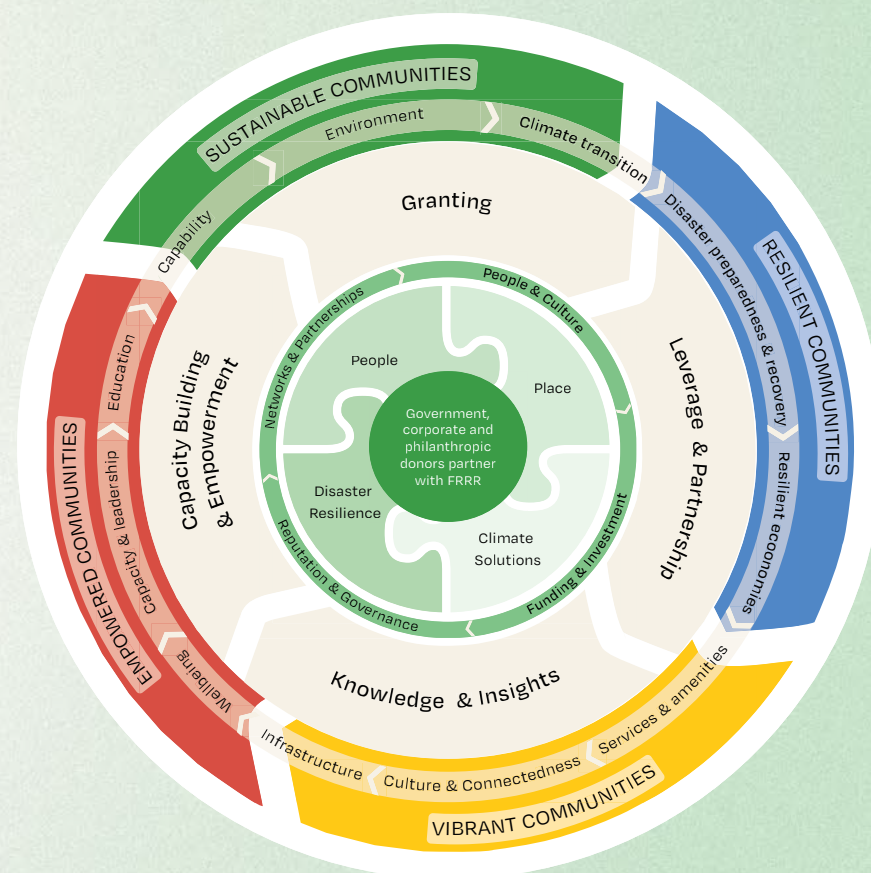 SUSTAINABLE COMMUNITIES
Capability
Environment
Climate transition
RESILIENT COMMUNITIES
Disaster preparedness & recovery
Resilient ecoonomies
VIBRANT COMMUNITIES
Services & amenities
Culture & Connectedness
Infrastructure
EMPOWERED COMMUNITIES
Wellbeing
Capacity & leadership
Education
Granting
Leverage & Partnership
Knowledge & Insights
Capacity Building
& Empowerment
People & Culture
Funding & Investment
Reputation & Governance
Networks & Partnerships
People
Place
Climate
Solutions
Disaster
Resilience
Government,
corporate and
philanthropic
donors partner
with FRRR